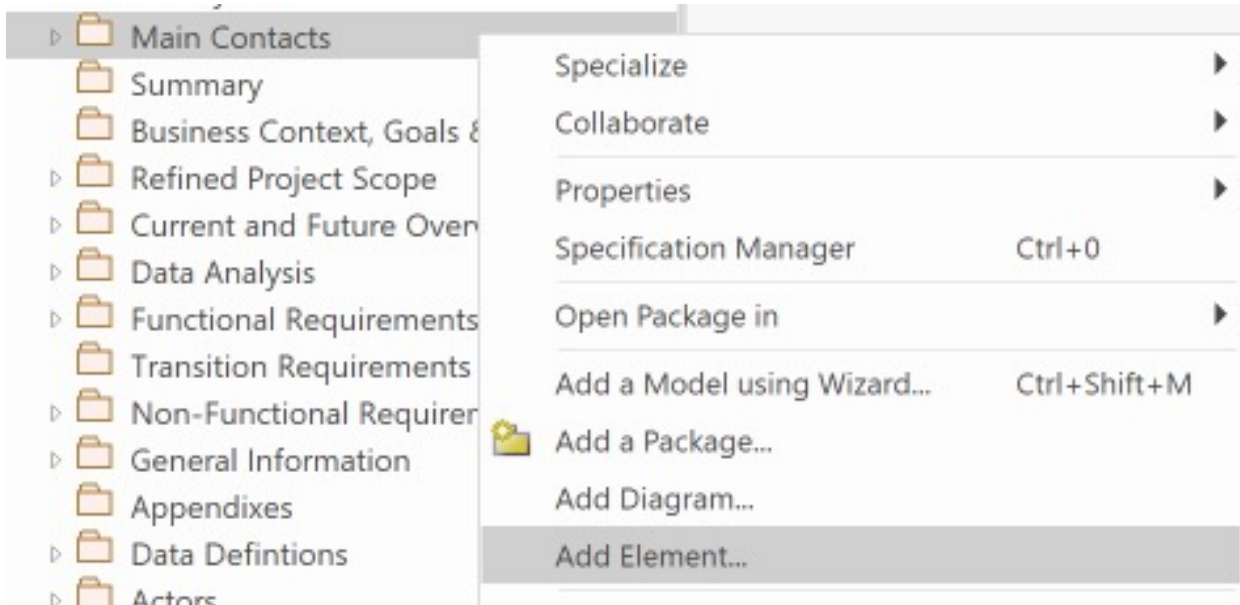 Main Contacts
Summary
Business Context, Goals &
Refined Project Scope
Current and Future Over
Data Analysis
Functional Requirements
Transition Requirements
Non-Functional Requirer
General Information
Appendixes
Data Defintions
Actors
Specialize
Collaborate
Properties
Specification Manager Ctrl+0
Open Package in
Add a Model using Wizard... Ctrl+Shift+M
Add a Package...
Add Diagram...
Add Element...